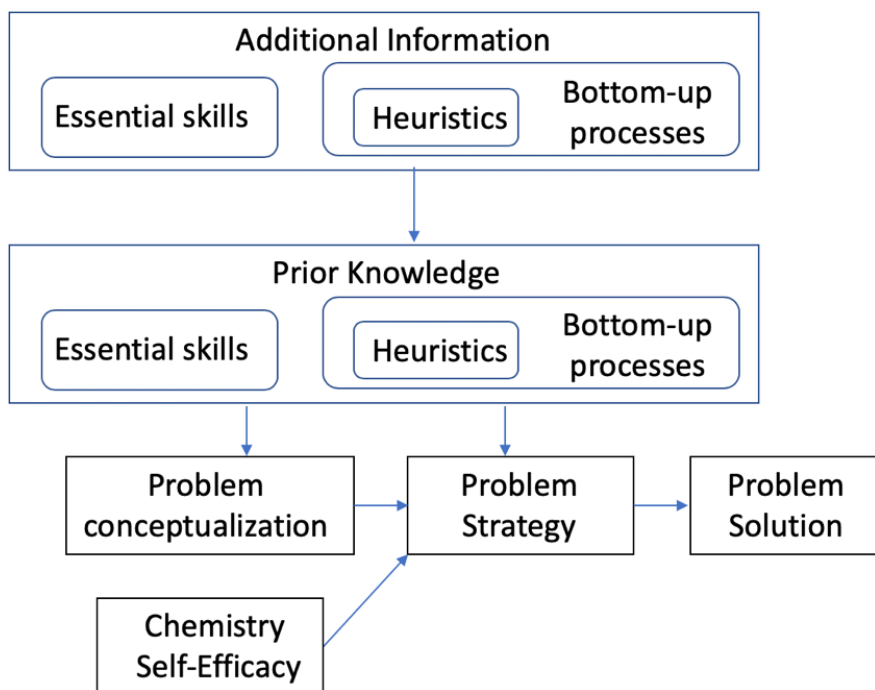 Additional Information
Essential skills
Heuristics
Bottom-up
processes
Prior Knowledge
Essential skills
Heuristics
Bottom-up
processes
Problem
conceptualization
Problem
Strategy
Problem
Solution
Chemistry
Self-Efficacy